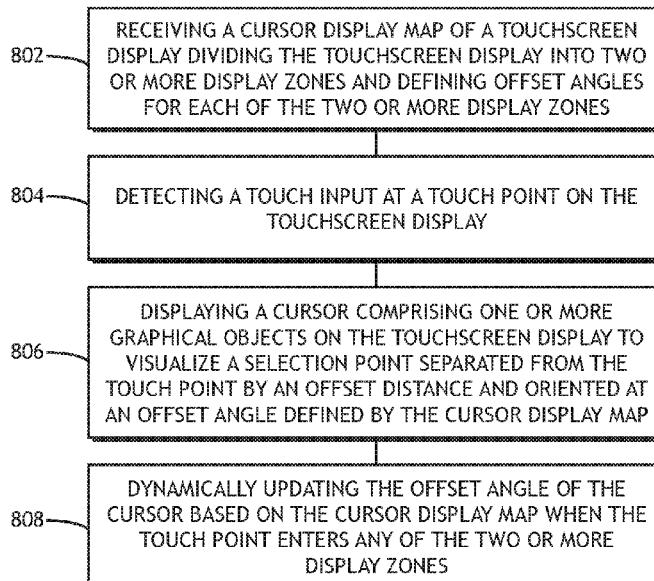 802
RECEIVING A CURSOR DISPLAY MAP OF A TOUCHSCREEN
DISPLAY DIVIDING THE TOUCHSCREEN DISPLAY INTO TWO
OR MORE DISPLAY ZONES AND DEFINING OFFSET ANGLES
FOR EACH OF THE TWO OR MORE DISPLAY ZONES
804
DETECTING A TOUCH INPUT AT A TOUCH POINT ON THE
TOUCHSCREEN DISPLAY
806
DISPLAYING A CURSOR COMPRISING ONE OR MORE
GRAPHICAL OBJECTS ON THE TOUCHSCREEN DISPLAY TO
VISUALIZE A SELECTION POINT SEPARATED FROM THE
TOUCH POINT BY AN OFFSET DISTANCE AND ORIENTED AT
AN OFFSET ANGLE DEFINED BY THE CURSOR DISPLAY MAP
808
DYNAMICALLY UPDATING THE OFFSET ANGLE OF THE
CURSOR BASED ON THE CURSOR DISPLAY MAP WHEN THE
TOUCH POINT ENTERS ANY OF THE TWO OR MORE
DISPLAY ZONES